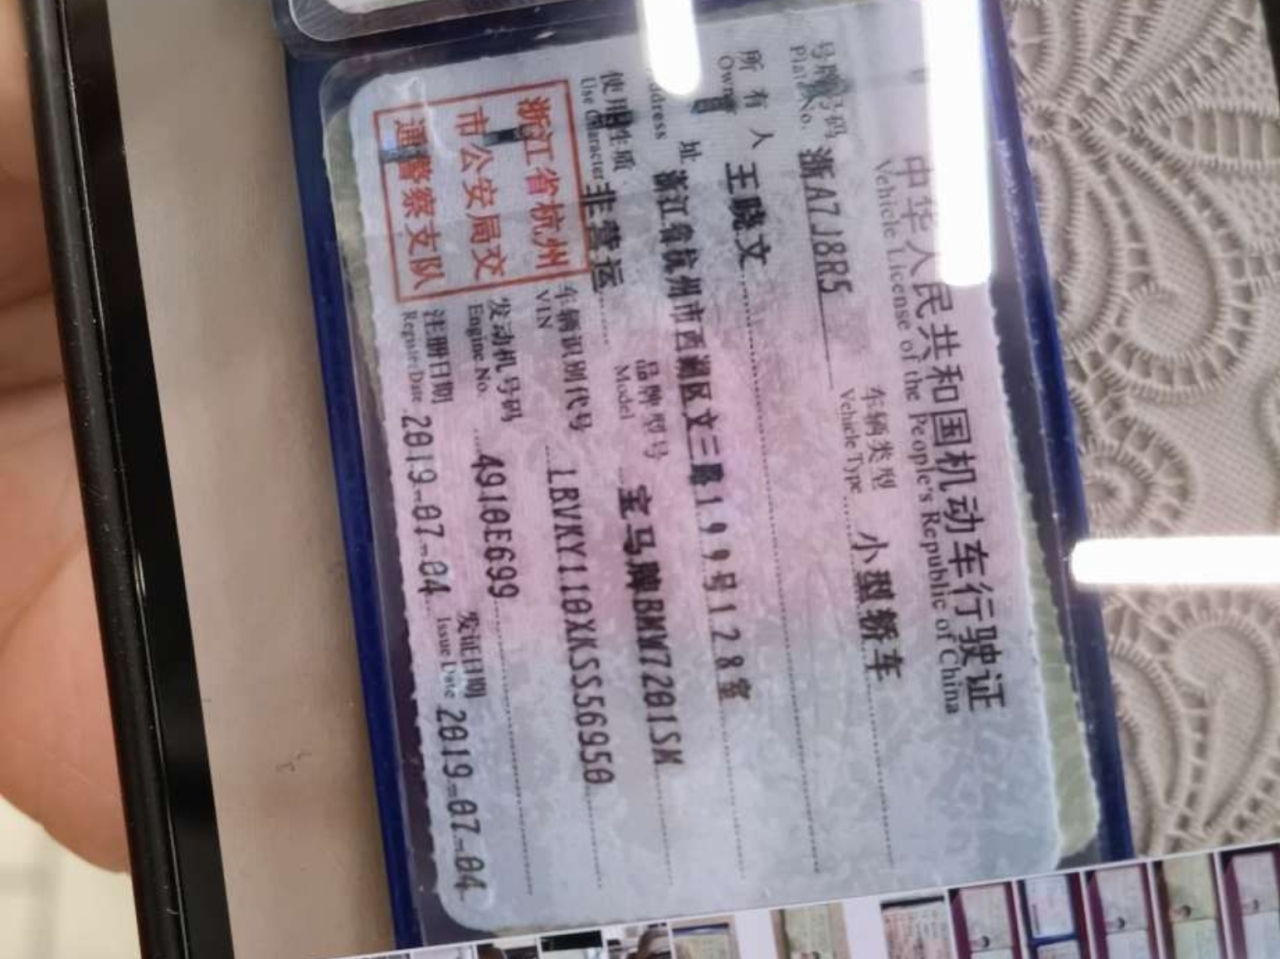 中华人民共和国机动车行驶证
Vehicle License of the People's Republic of China
号牌号码 浙A7J8R5 车辆类型 小型轿车
Plate No. Vehicle Type
所有人 王晓文
Owner
住址 浙江省杭州市西湖区文三路199号128室
Address
使用性质 非营运 品牌型号 宝马牌BMW7201SM
Use Character Model
浙江省杭州
市公安局交
通警察支队
车辆识别代号 LBVKY110XKSS56950
VIN
发动机号码 4910E699
Engine No.
注册日期 2019-07-04 发证日期 2019-07-04
Register Date Issue Date